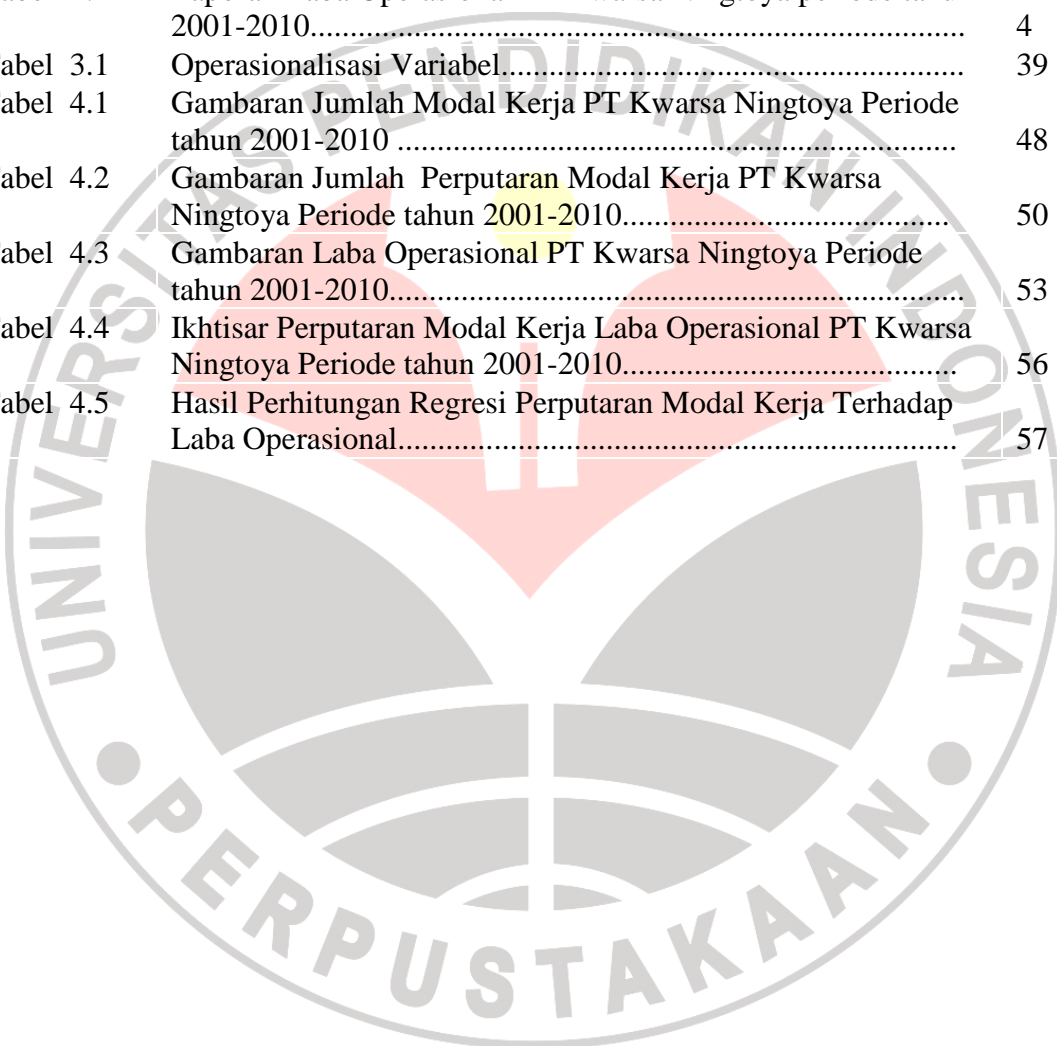 2001-2010.................................................................................. 4
abel 3.1 Operasionalisasi Variabel.......................................................... 39
abel 4.1 Gambaran Jumlah Modal Kerja PT Kwarsa Ningtoya Periode
tahun 2001-2010 ...................................................................... 48
abel 4.2 Gambaran Jumlah Perputaran Modal Kerja PT Kwarsa
Ningtoya Periode tahun 2001-2010......................................... 50
abel 4.3 Gambaran Laba Operasional PT Kwarsa Ningtoya Periode
tahun 2001-2010........................................................................ 53
abel 4.4 Ikhtisar Perputaran Modal Kerja Laba Operasional PT Kwarsa
Ningtoya Periode tahun 2001-2010.......................................... 56
abel 4.5 Hasil Perhitungan Regresi Perputaran Modal Kerja Terhadap
Laba Operasional...................................................................... 57
UNIVERSITAS PENDIDIKAN INDONESIA
PERPUSTAKAAN